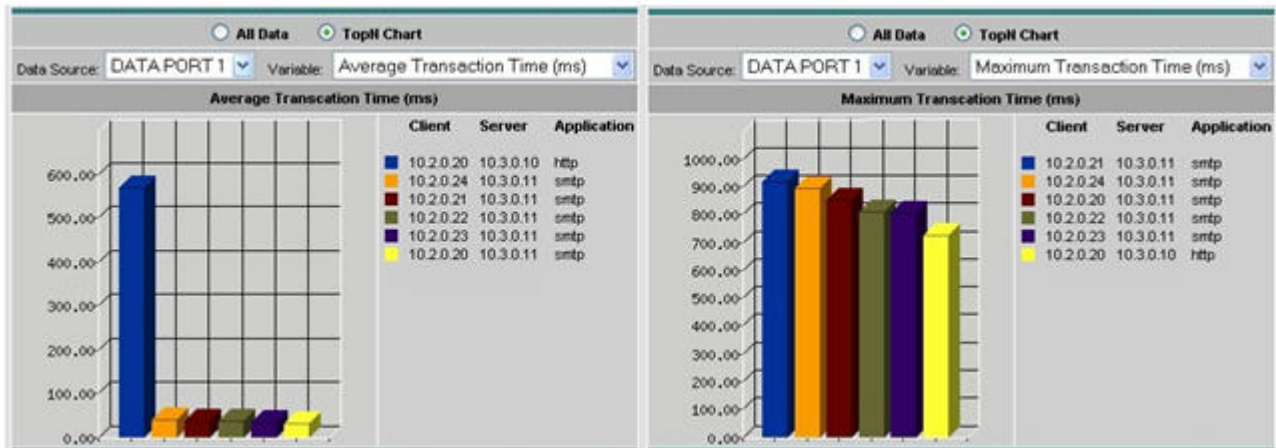 All Data TopN Chart
Data Source: DATA PORT 1 Variable: Average Transaction Time (ms)
Average Transcation Time (ms)
Client Server Application
10.2.0.20 10.3.0.10 http
10.2.0.24 10.3.0.11 smtp
10.2.0.21 10.3.0.11 smtp
10.2.0.22 10.3.0.11 smtp
10.2.0.23 10.3.0.11 smtp
10.2.0.20 10.3.0.11 smtp
600.00
500.00
400.00
300.00
200.00
100.00
0.00
All Data TopN Chart
Data Source: DATA PORT 1 Variable: Maximum Transaction Time (ms)
Maximum Transcation Time (ms)
Client Server Application
10.2.0.21 10.3.0.11 smtp
10.2.0.24 10.3.0.11 smtp
10.2.0.20 10.3.0.11 smtp
10.2.0.22 10.3.0.11 smtp
10.2.0.23 10.3.0.11 smtp
10.2.0.20 10.3.0.10 http
1000.00
900.00
800.00
700.00
600.00
500.00
400.00
300.00
200.00
100.00
0.00